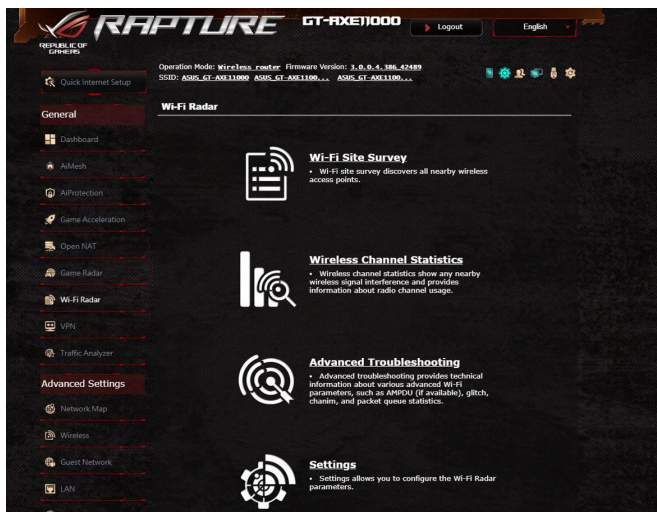 REPUBLIC OF
GAMERS
RAPTURE
GT-AXE11000
Logout
English
Quick Internet Setup
General
Dashboard
AiMesh
AiProtection
Game Acceleration
Open NAT
Game Radar
Wi-Fi Radar
VPN
Traffic Analyzer
Advanced Settings
Network Map
Wireless
Guest Network
LAN
Operation Mode: Wireless router Firmware Version: 3.0.0.4.386_42489
SSID: ASUS_GT-AXE11000 ASUS_GT-AXE1100... ASUS_GT-AXE1100...
Wi-Fi Radar
Wi-Fi Site Survey
• Wi-Fi site survey discovers all nearby wireless
access points.
Wireless Channel Statistics
• Wireless channel statistics show any nearby
wireless signal interference and provides
information about radio channel usage.
Advanced Troubleshooting
• Advanced troubleshooting provides technical
information about various advanced Wi-Fi
parameters, such as AMPDU (if available), glitch,
chanim, and packet queue statistics.
Settings
• Settings allows you to configure the Wi-Fi Radar
parameters.